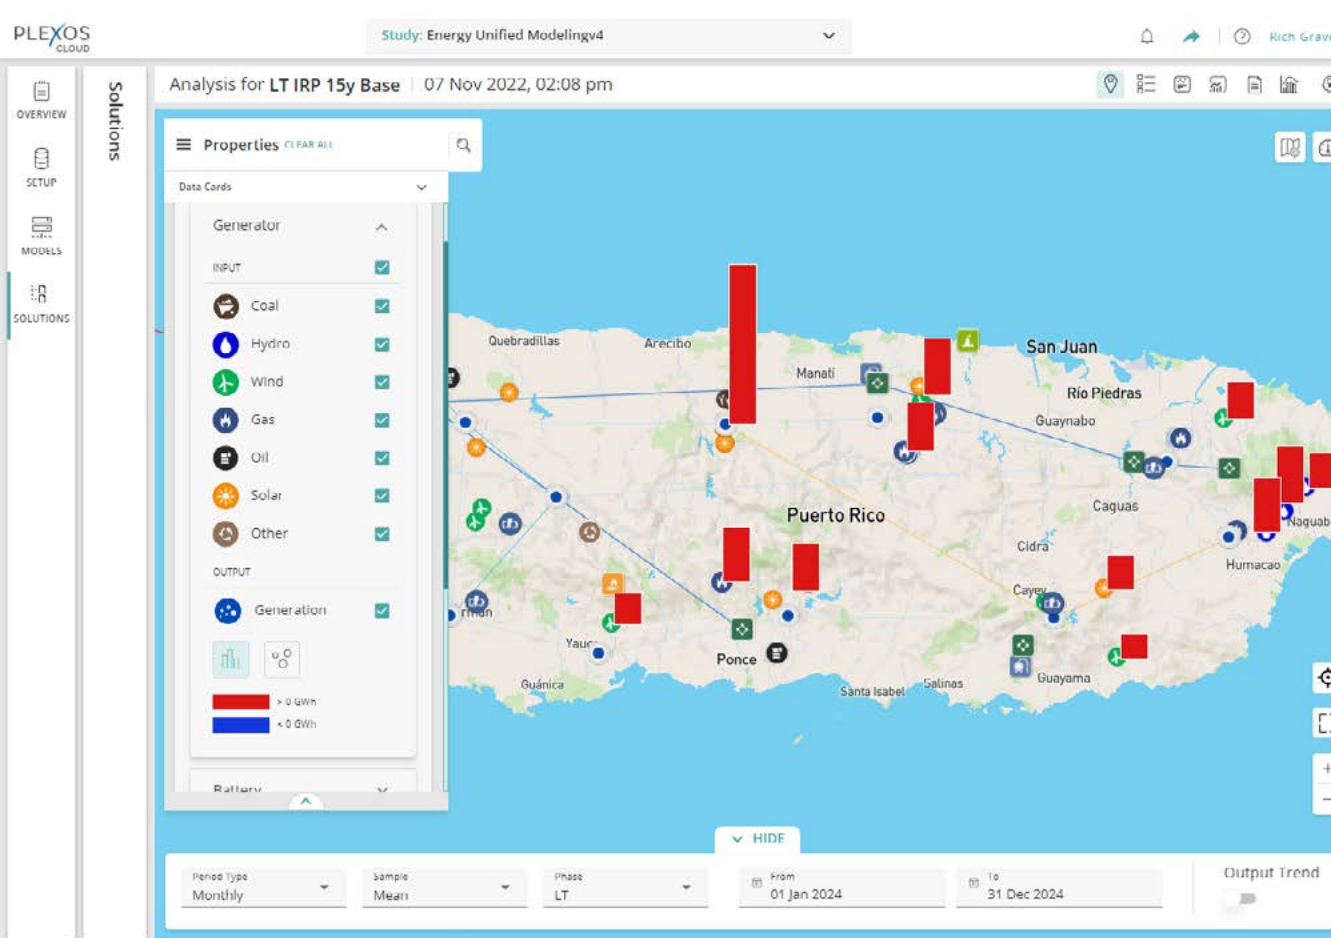 PLEXOS
CLOUD
Study: Energy Unified Modelingv4
Rich Grave
OVERVIEW
SETUP
MODELS
SOLUTIONS
Solutions
Analysis for LT IRP 15y Base | 07 Nov 2022, 02:08 pm
Properties CLEAR ALL
Data Cards
Generator
INPUT
Coal
Hydro
Wind
Gas
Oil
Solar
Other
OUTPUT
Generation
> 0 GWh
< 0 GWh
Battery
Quebradillas
Arecibo
Manatí
San Juan
Río Piedras
Guaynabo
Caguas
Puerto Rico
Cidra
Naguab
Humacao
Cayey
Yauc
Ponce
Guánica
Santa Isabel
Salinas
Guayama
HIDE
Period Type
Monthly
Sample
Mean
Phase
LT
From
01 Jan 2024
To
31 Dec 2024
Output Trend